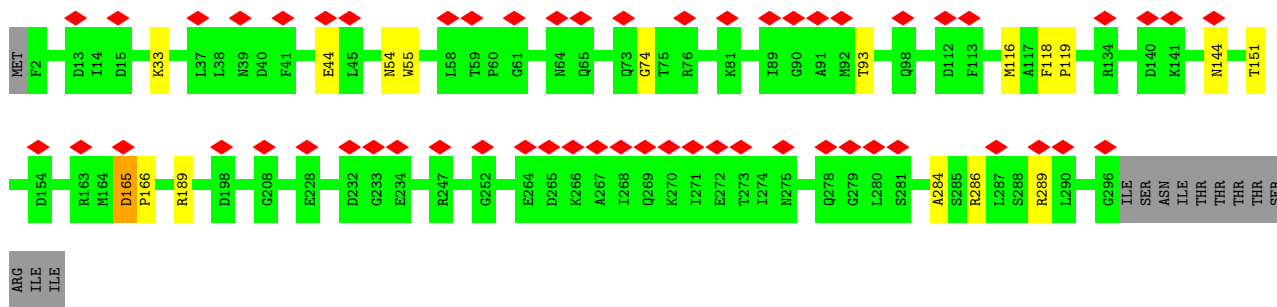 MET F2 D13 I14 D15 K33 L37 L38 N39 D40 F41 E44 L45 N54 W55 L58 T59 P60 G61 N64 Q65 Q73 G74 T75 R76 K81 I89 G90 A91 M92 T93 Q98 D112 F113 M116 A117 F118 P119 R134 D140 K141 N144 T151
D154 R163 M164 D165 P166 R189 D198 G208 E228 D232 G233 E234 R247 G252 E264 D265 K266 A267 I268 Q269 K270 I271 E272 T273 I274 N275 Q278 G279 L280 S281 A284 S285 R286 L287 S288 R289 L290 G296 ILE SER ASN ILE THR THR THR THR SER
ARG ILE ILE